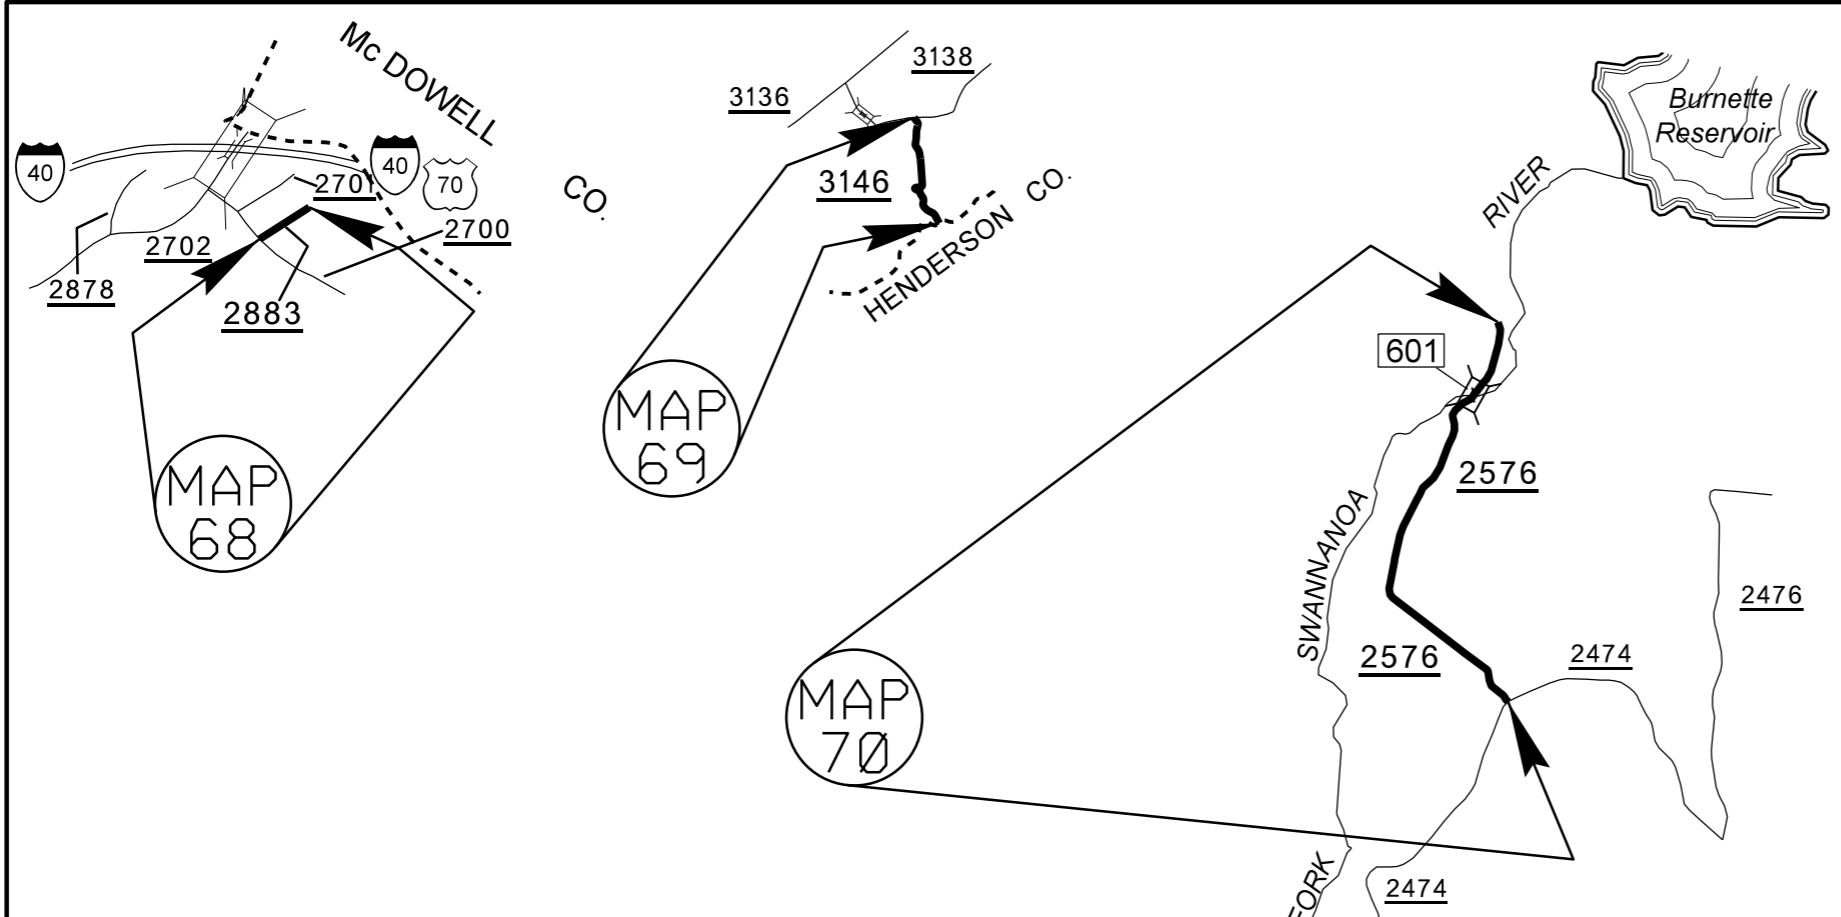 Mc DOWELL
CO.
40
40
70
2701
2700
2702
2878
2883
MAP
68
3138
3136
3146
HENDERSON CO.
MAP
69
Burnette
Reservoir
RIVER
601
2576
SWANNANOA
2476
2576
2474
MAP
70
2474
FORK